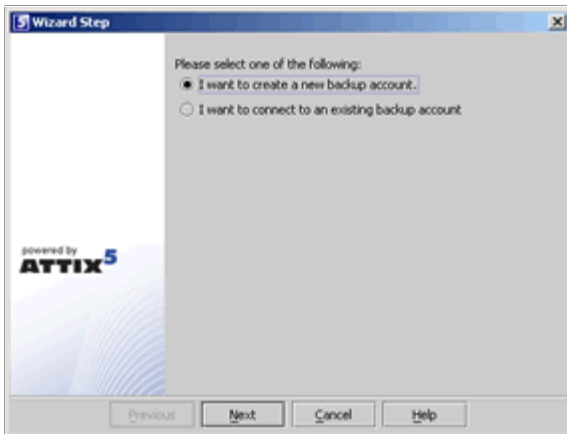 Wizard Step
Please select one of the following:
I want to create a new backup account.
I want to connect to an existing backup account
powered by
ATTIX5
Previous
Next
Cancel
Help